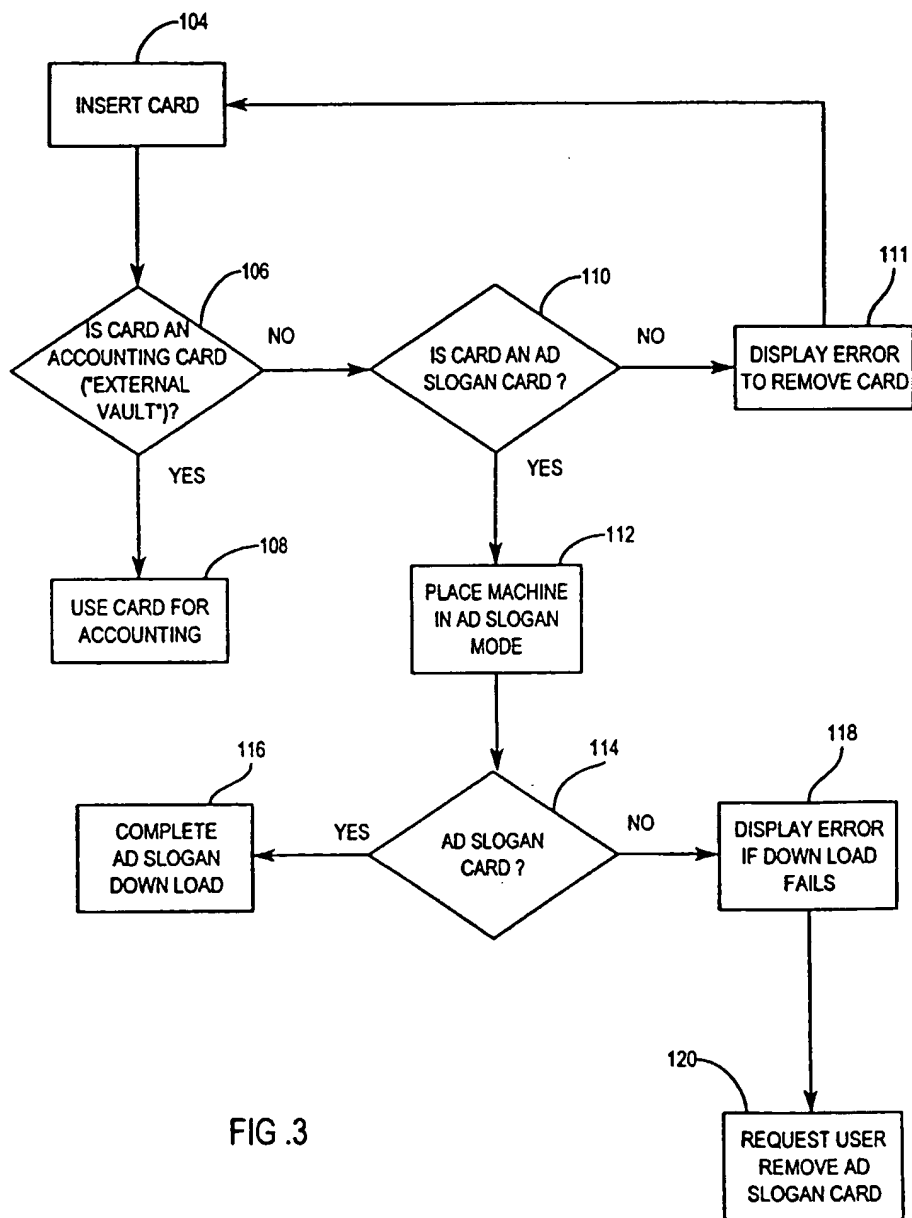 104
INSERT CARD
106
IS CARD AN
ACCOUNTING CARD
("EXTERNAL
VAULT")?
NO
110
IS CARD AN AD
SLOGAN CARD ?
NO
111
DISPLAY ERROR
TO REMOVE CARD
YES
YES
108
USE CARD FOR
ACCOUNTING
112
PLACE MACHINE
IN AD SLOGAN
MODE
116
COMPLETE
AD SLOGAN
DOWN LOAD
YES
114
AD SLOGAN
CARD ?
NO
118
DISPLAY ERROR
IF DOWN LOAD
FAILS
120
REQUEST USER
REMOVE AD
SLOGAN CARD
FIG .3